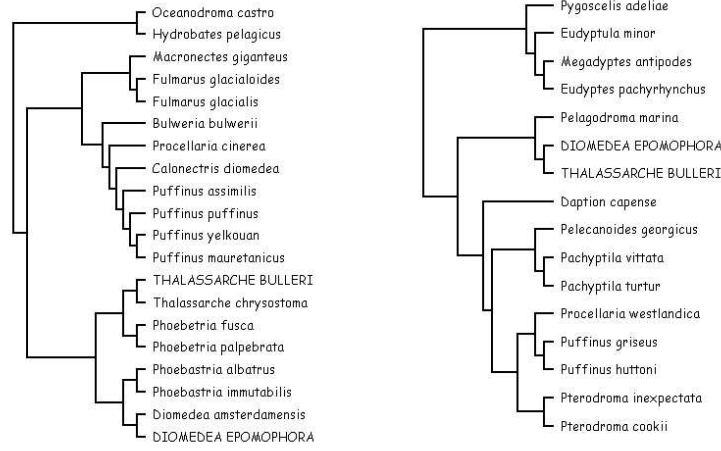 Oceanodroma castro
Hydrobates pelagicus
Macronectes giganteus
Fulmarus glacialoides
Fulmarus glacialis
Bulweria bulwerii
Procellaria cinerea
Calonectris diomedea
Puffinus assimilis
Puffinus puffinus
Puffinus yelkouan
Puffinus mauretanicus
THALASSARCHE BULLERI
Thalassarche chrysostoma
Phoebetria fusca
Phoebetria palpebrata
Phoebastria albatrus
Phoebastria immutabilis
Diomedea amsterdamensis
DIOMEDEA EPOMOPHORA
Pygoscelis adeliae
Eudyptula minor
Megadyptes antipodes
Eudyptes pachyrhynchus
Pelagodroma marina
DIOMEDEA EPOMOPHORA
THALASSARCHE BULLERI
Daption capense
Pelecanoides georgicus
Pachyptila vittata
Pachyptila turtur
Procellaria westlandica
Puffinus griseus
Puffinus huttoni
Pterodroma inexpectata
Pterodroma cookii